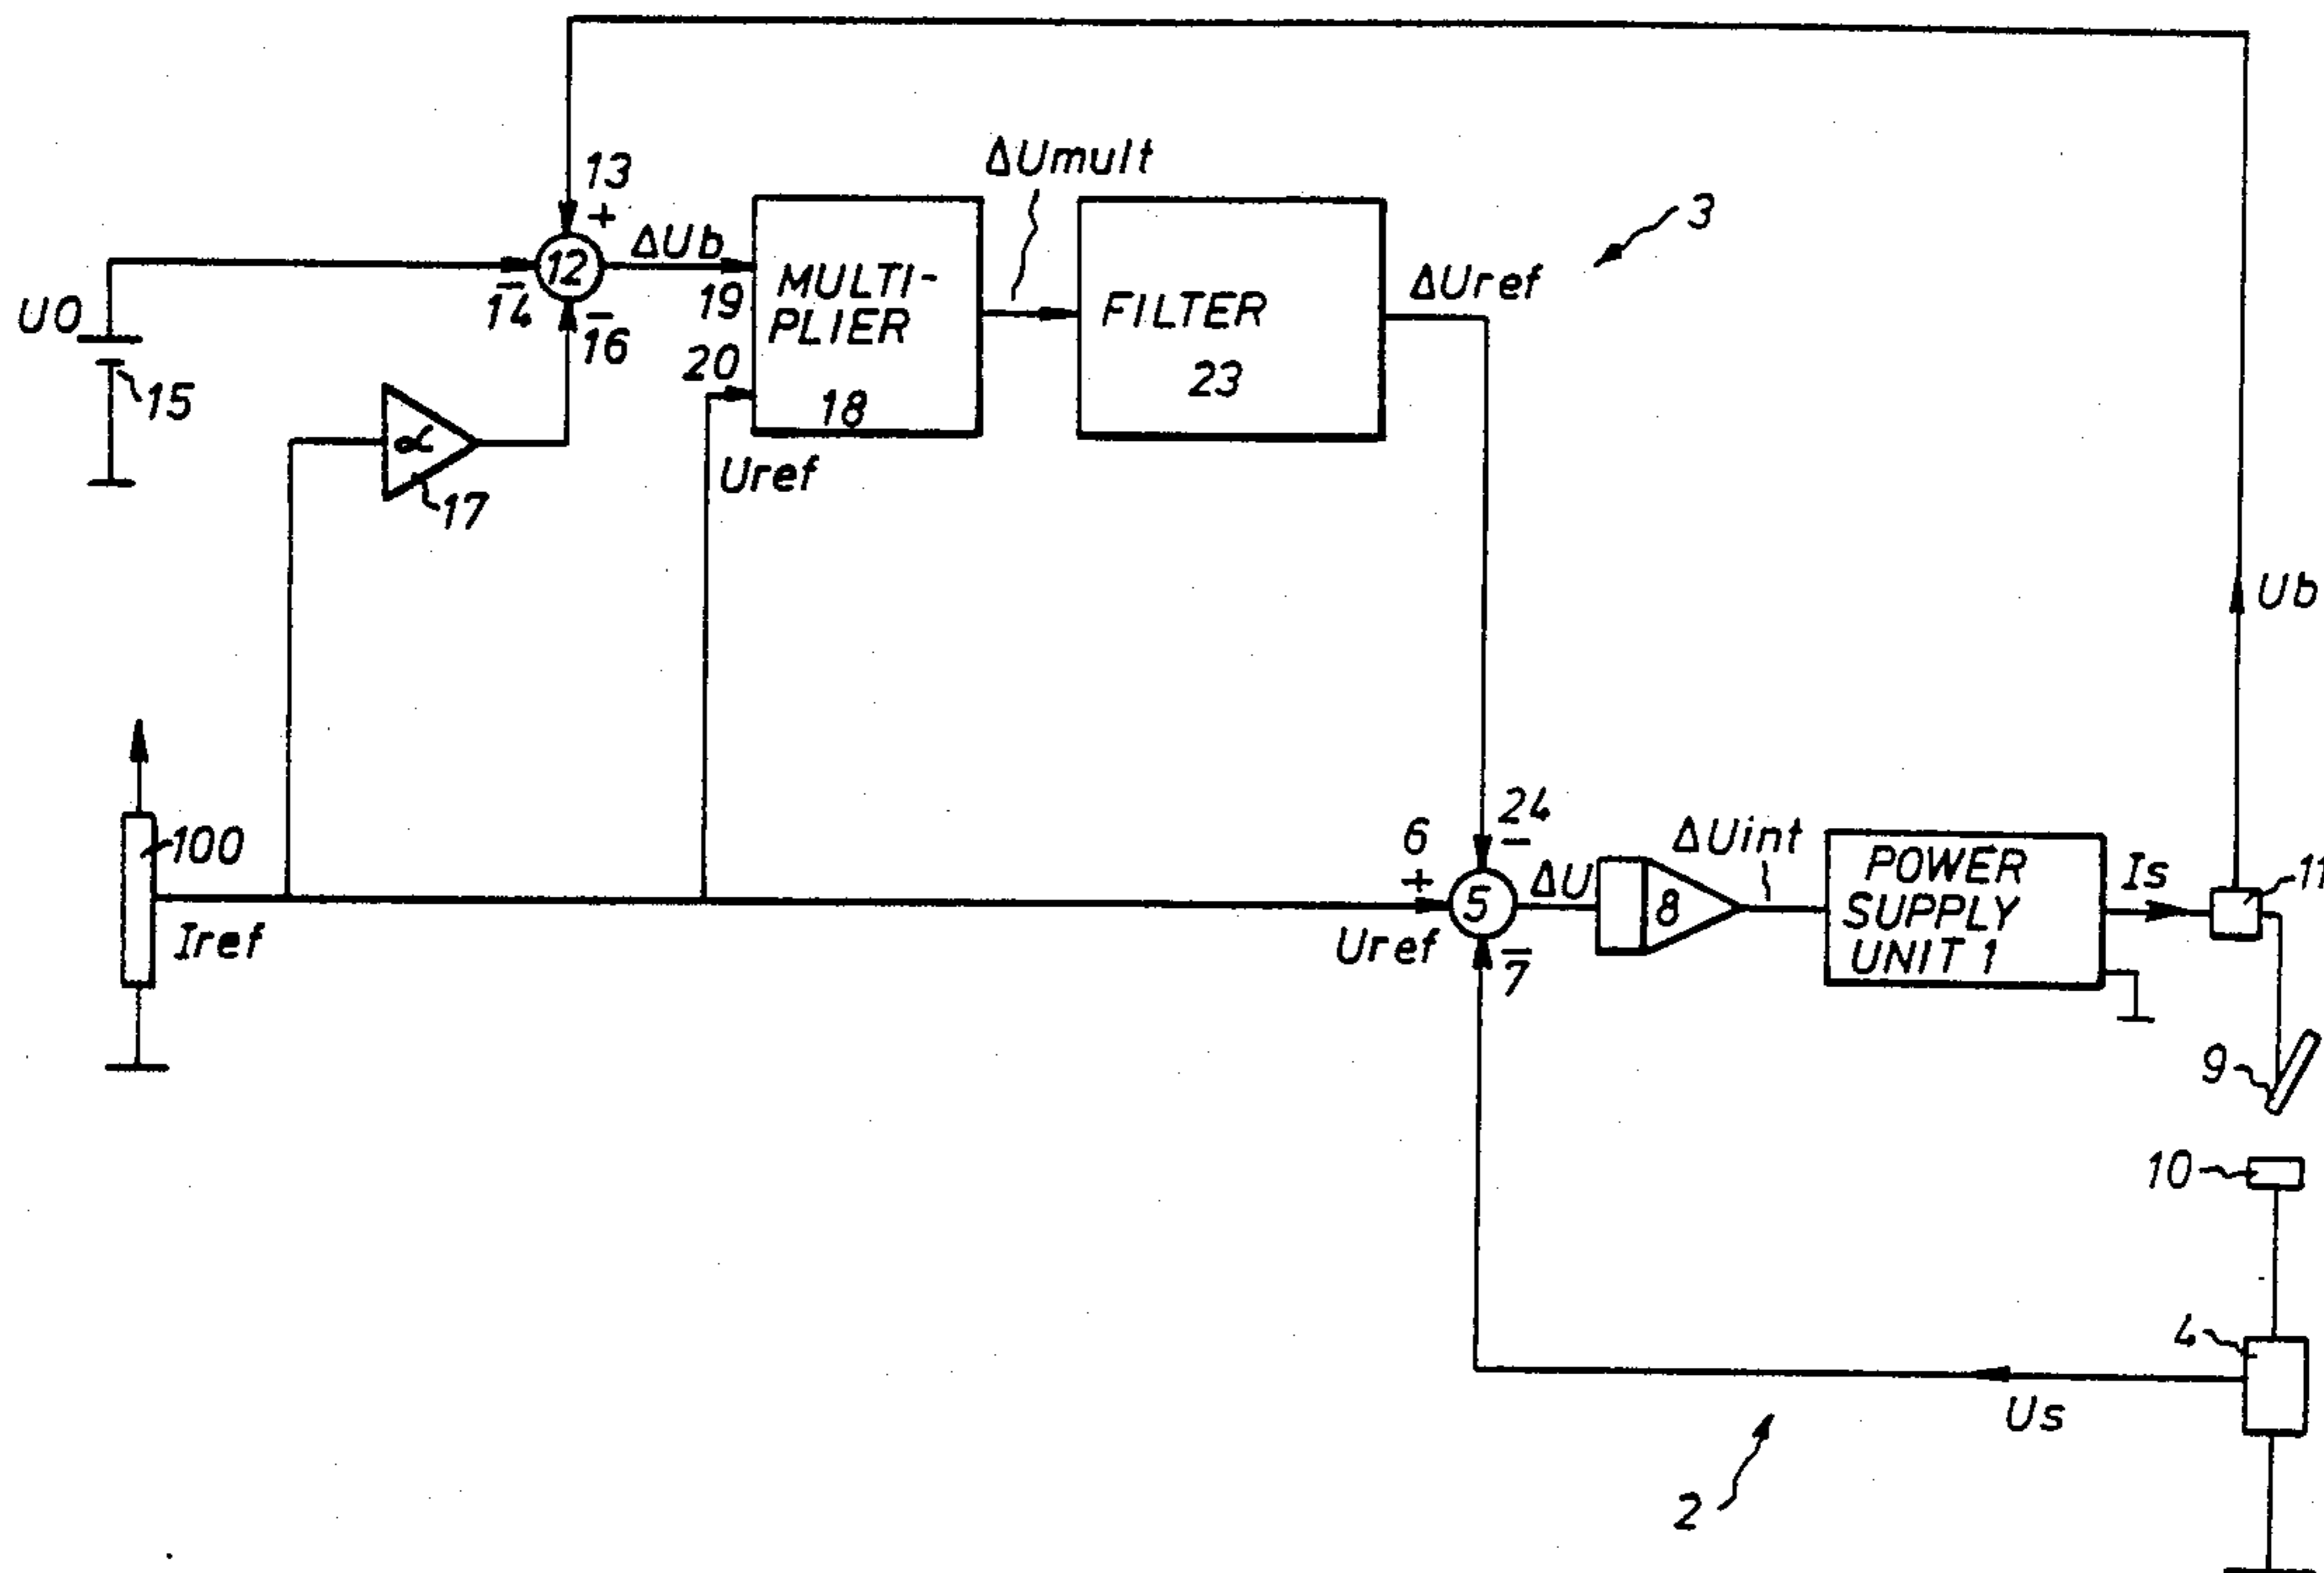 13
+
ΔUmult
ΔUb
12
MULTI-
PLIER
18
19
20
FILTER
23
3
ΔUref
U0
14
-
-
16
15
α
17
Uref
Ub
100
Iref
6
+
24
-
5
ΔU
8
ΔUint
POWER
SUPPLY
UNIT 1
Is
11
Uref
-
7
9
10
4
Us
2